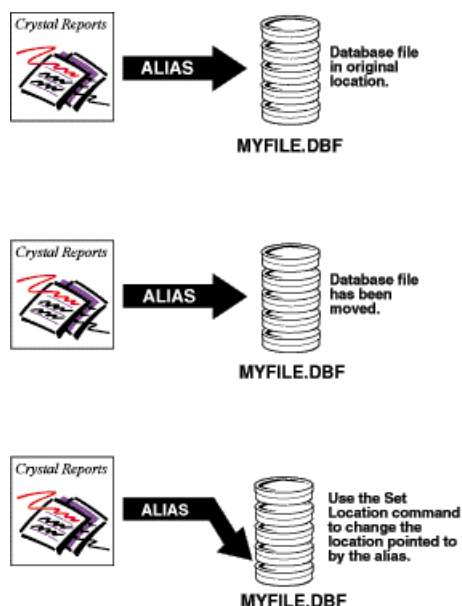 Crystal Reports
ALIAS
Database file
in original
location.
MYFILE.DBF
Crystal Reports
ALIAS
Database file
has been
moved.
MYFILE.DBF
Crystal Reports
ALIAS
Use the Set
Location command
to change the
location pointed to
by the alias.
MYFILE.DBF